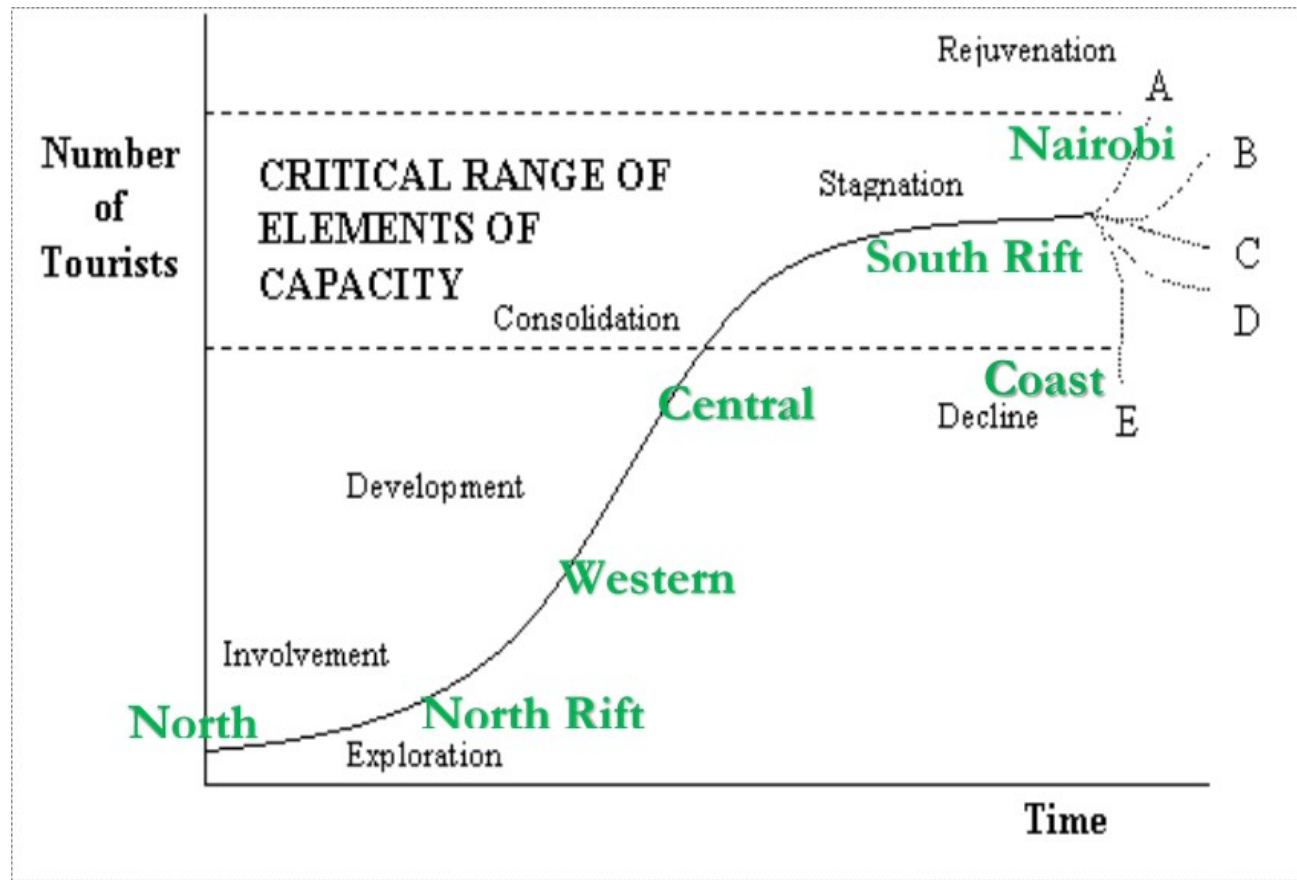 Rejuvenation
A
Number
of
Tourists
CRITICAL RANGE OF
ELEMENTS OF
CAPACITY
Nairobi
B
Stagnation
South Rift
C
Consolidation
D
Coast
Central
Decline
E
Development
Western
Involvement
North
North Rift
Exploration
Time